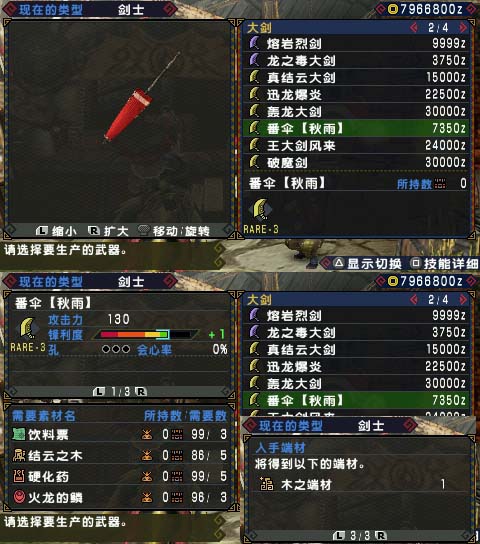 现在的类型 剑士
7966800z
大剑 2/4
熔岩烈剑 9999z
龙之毒大剑 3750z
真结云大剑 15000z
迅龙爆炎 22500z
轰龙大剑 30000z
番伞【秋雨】 7350z
王大剑风来 24000z
破魔剑 30000z
番伞【秋雨】 所持数 0
RARE-3
L 缩小 R 扩大 移动/旋转
请选择要生产的武器。
△显示切换 □技能详细
现在的类型 剑士
7966800z
番伞【秋雨】
攻击力 130
锋利度 +1
RARE-3
孔 会心率 0%
L 1/3 R
大剑 2/4
熔岩烈剑 9999z
龙之毒大剑 3750z
真结云大剑 15000z
迅龙爆炎 22500z
轰龙大剑 30000z
番伞【秋雨】 7350z
需要素材名 所持数/需要数
饮料票 0 99/ 3
结云之木 0 86/ 5
硬化药 0 99/ 5
火龙的鳞 0 96/ 3
请选择要生产的武器。
现在的类型 剑士
入手端材
将得到以下的端材。
木之端材 1
L 3/3 R